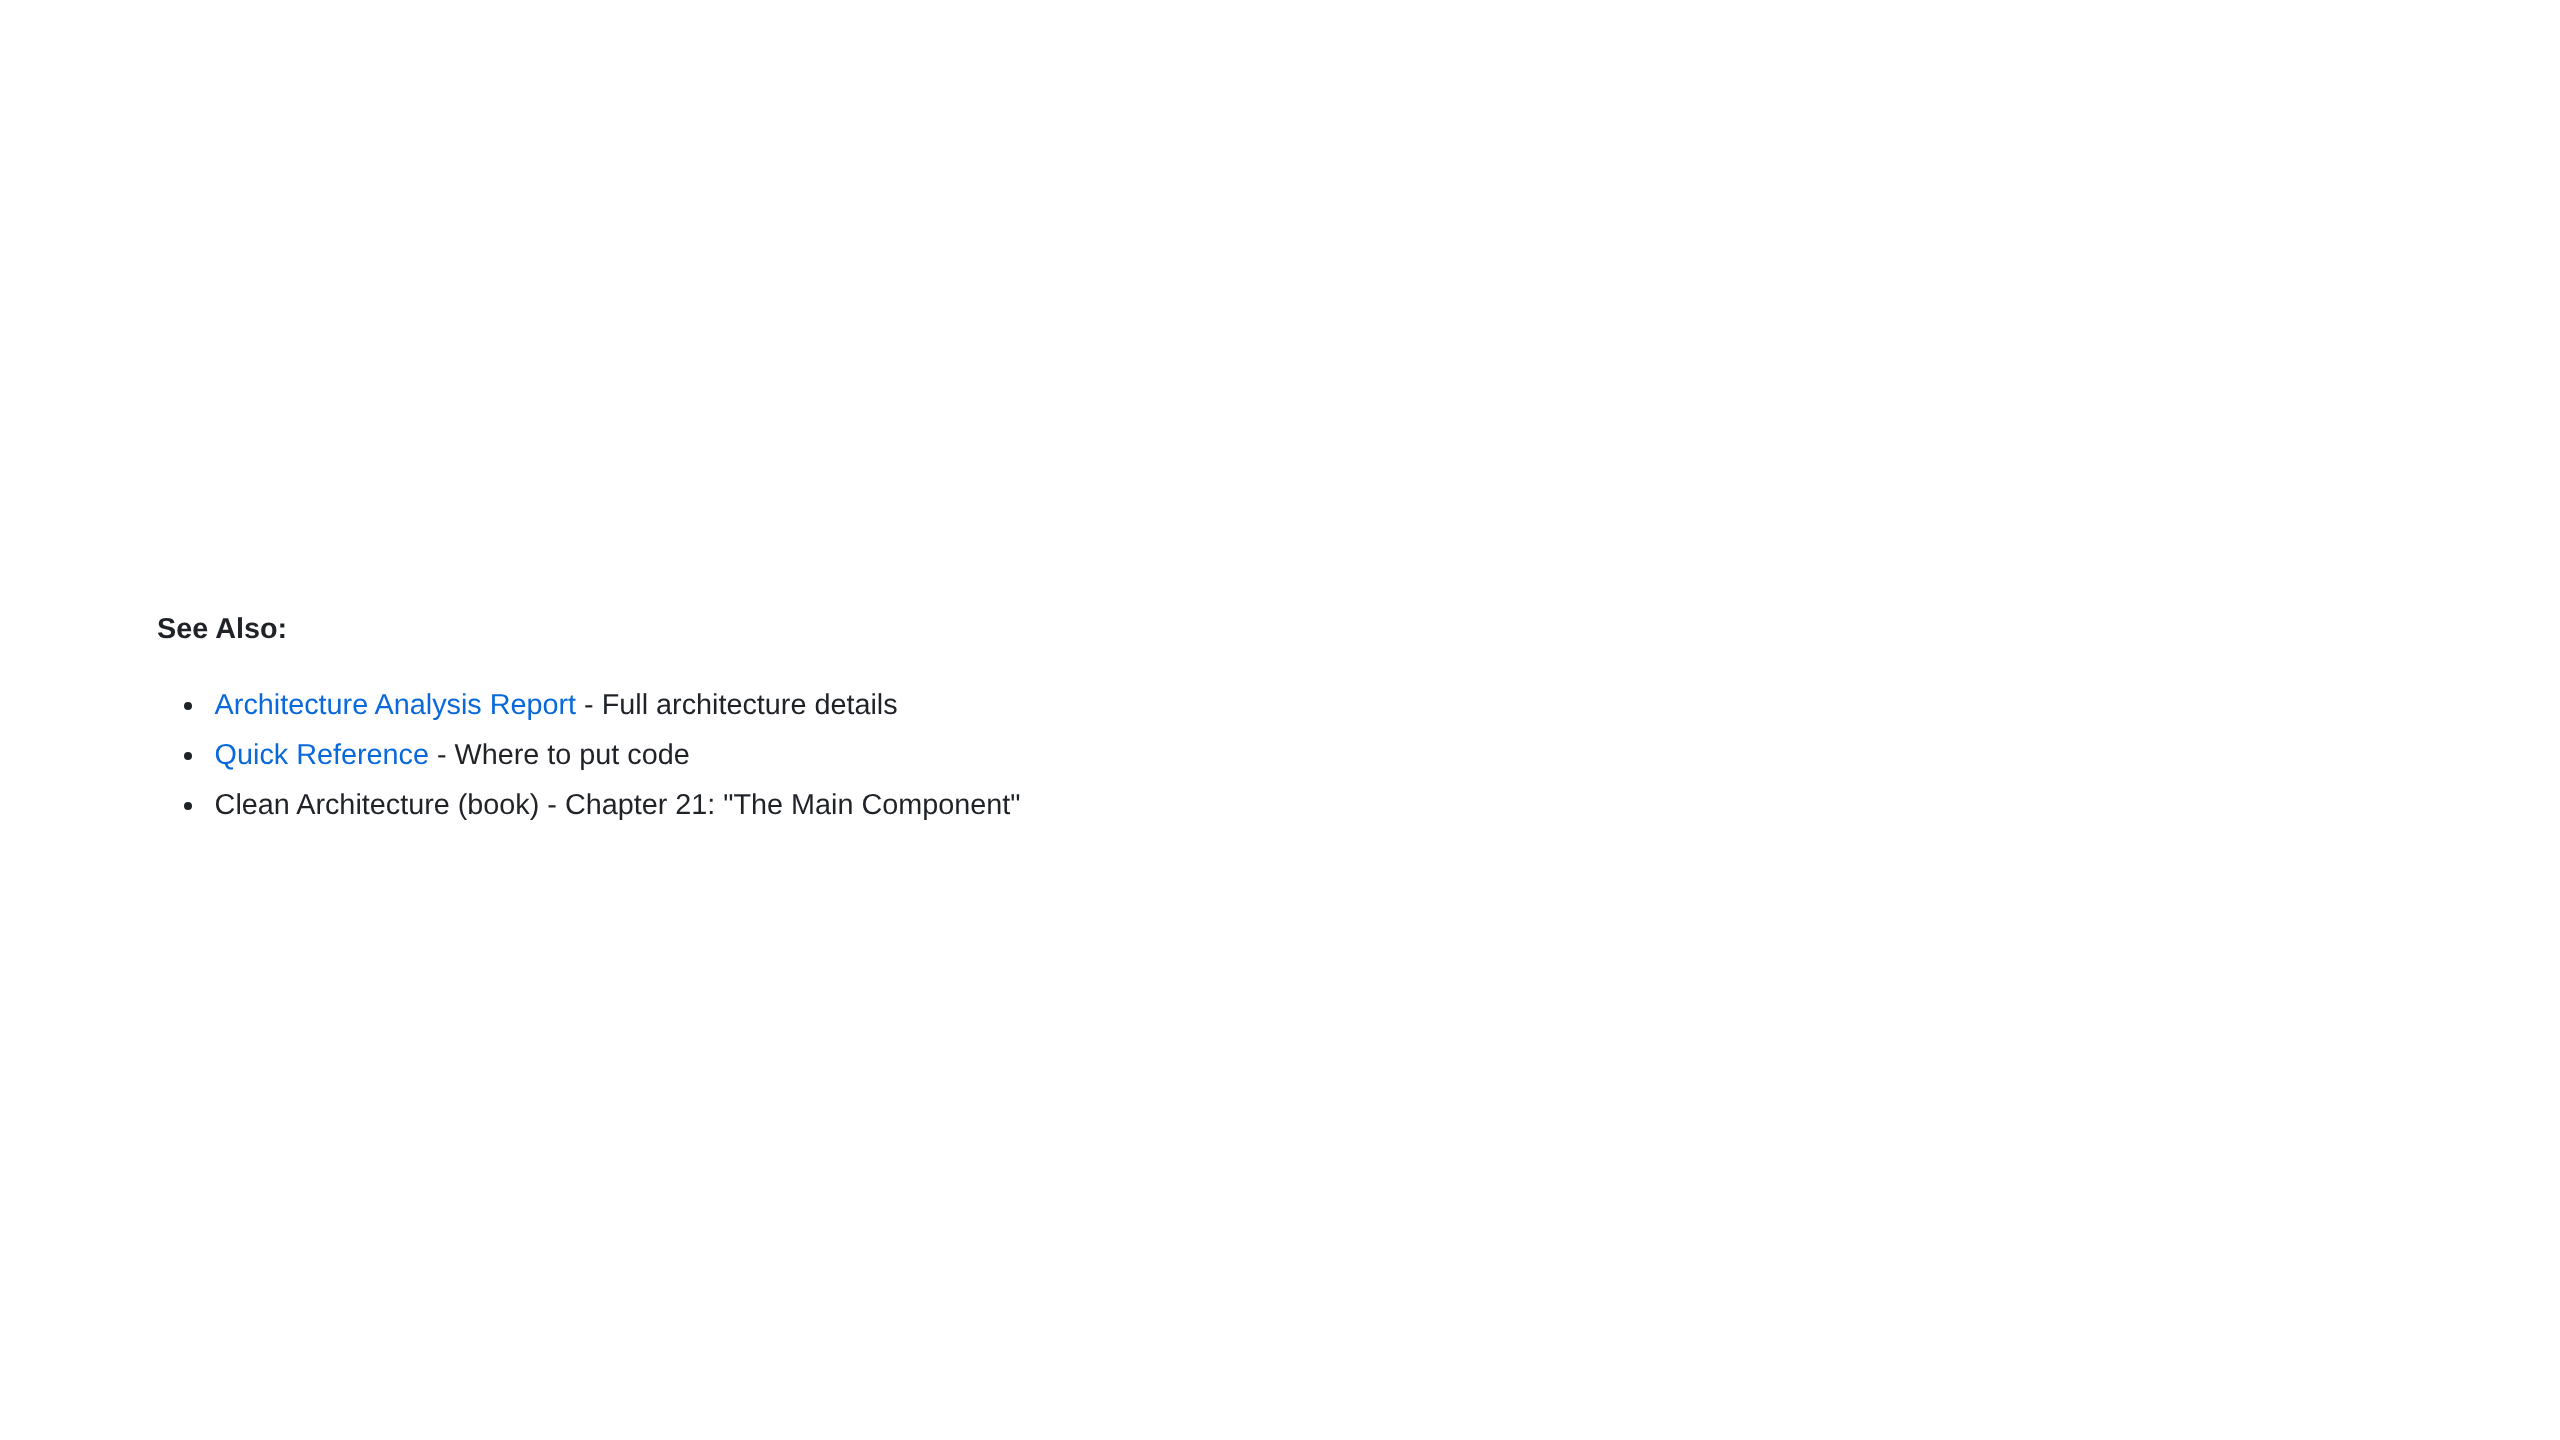 See Also:
Architecture Analysis Report - Full architecture details
Quick Reference - Where to put code
Clean Architecture (book) - Chapter 21: "The Main Component"